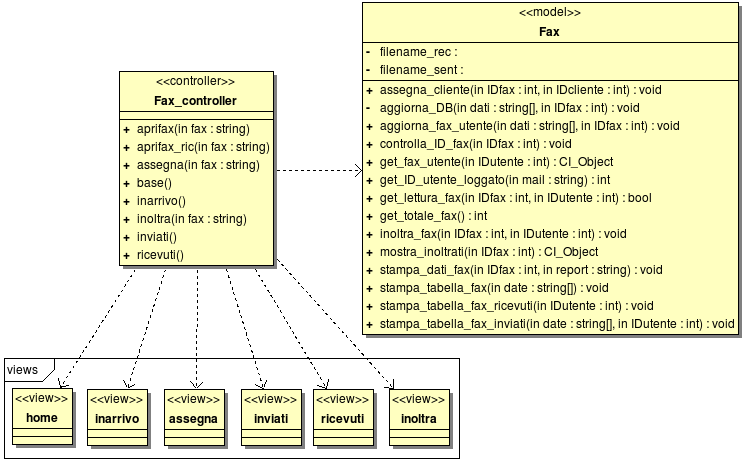 <<model>>
Fax
- filename_rec :
- filename_sent :
+ assegna_cliente(in IDfax : int, in IDcliente : int) : void
- aggiorna_DB(in dati : string[], in IDfax : int) : void
+ aggiorna_fax_utente(in dati : string[], in IDfax : int) : void
+ controlla_ID_fax(in IDfax : int) : void
+ get_fax_utente(in IDutente : int) : CI_Object
+ get_ID_utente_loggato(in mail : string) : int
+ get_lettura_fax(in IDfax : int, in IDutente : int) : bool
+ get_totale_fax() : int
+ inoltra_fax(in IDfax : int, in IDutente : int) : void
+ mostra_inoltrati(in IDfax : int) : CI_Object
+ stampa_dati_fax(in IDfax : int, in report : string) : void
+ stampa_tabella_fax(in date : string[]) : void
+ stampa_tabella_fax_ricevuti(in IDutente : int) : void
+ stampa_tabella_fax_inviati(in date : string[], in IDutente : int) : void
<<controller>>
Fax_controller
+ aprifax(in fax : string)
+ aprifax_ric(in fax : string)
+ assegna(in fax : string)
+ base()
+ inarrivo()
+ inoltra(in fax : string)
+ inviati()
+ ricevuti()
views
<<view>>
home
<<view>>
inarrivo
<<view>>
assegna
<<view>>
inviati
<<view>>
ricevuti
<<view>>
inoltra